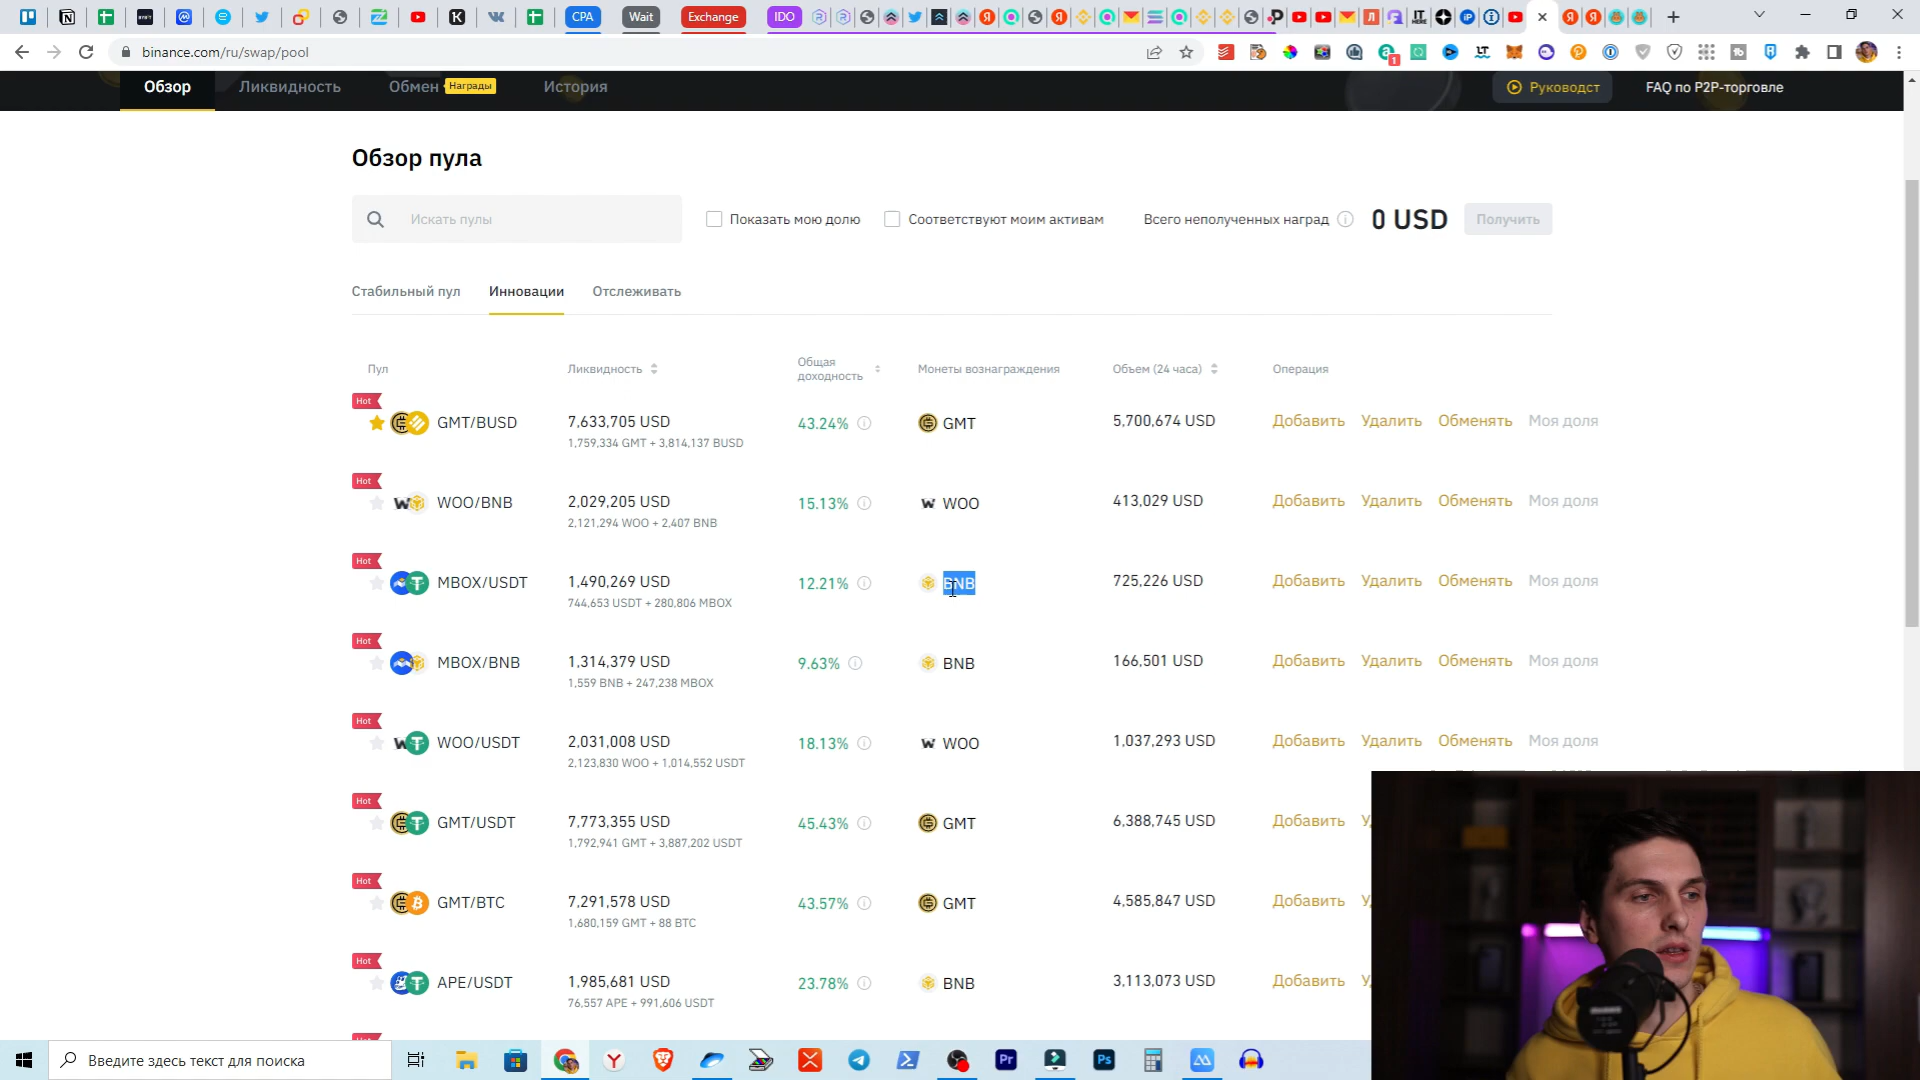 CPA
Wait
Exchange
IDO
binance.com/ru/swap/pool
Обзор
Ликвидность
Обмен
Награды
История
Руководст
FAQ по P2P-торговле
Обзор пула
Искать пулы
Показать мою долю
Соответствуют моим активам
Всего неполученных наград
0 USD
Получить
Стабильный пул
Инновации
Отслеживать
Пул
Ликвидность
Общая
доходность
Монеты вознаграждения
Объем (24 часа)
Операция
Hot
GMT/BUSD
7,633,705 USD
1,759,334 GMT + 3,814,137 BUSD
43.24%
GMT
5,700,674 USD
Добавить
Удалить
Обменять
Моя доля
Hot
WOO/BNB
2,029,205 USD
2,121,294 WOO + 2,407 BNB
15.13%
WOO
413,029 USD
Добавить
Удалить
Обменять
Моя доля
Hot
MBOX/USDT
1,490,269 USD
744,653 USDT + 280,806 MBOX
12.21%
BNB
725,226 USD
Добавить
Удалить
Обменять
Моя доля
Hot
MBOX/BNB
1,314,379 USD
1,559 BNB + 247,238 MBOX
9.63%
BNB
166,501 USD
Добавить
Удалить
Обменять
Моя доля
Hot
WOO/USDT
2,031,008 USD
2,123,830 WOO + 1,014,552 USDT
18.13%
WOO
1,037,293 USD
Добавить
Удалить
Обменять
Моя доля
Hot
GMT/USDT
7,773,355 USD
1,792,941 GMT + 3,887,202 USDT
45.43%
GMT
6,388,745 USD
Добавить
Hot
GMT/BTC
7,291,578 USD
1,680,159 GMT + 88 BTC
43.57%
GMT
4,585,847 USD
Добавить
Hot
APE/USDT
1,985,681 USD
76,557 APE + 991,606 USDT
23.78%
BNB
3,113,073 USD
Добавить
Введите здесь текст для поиска